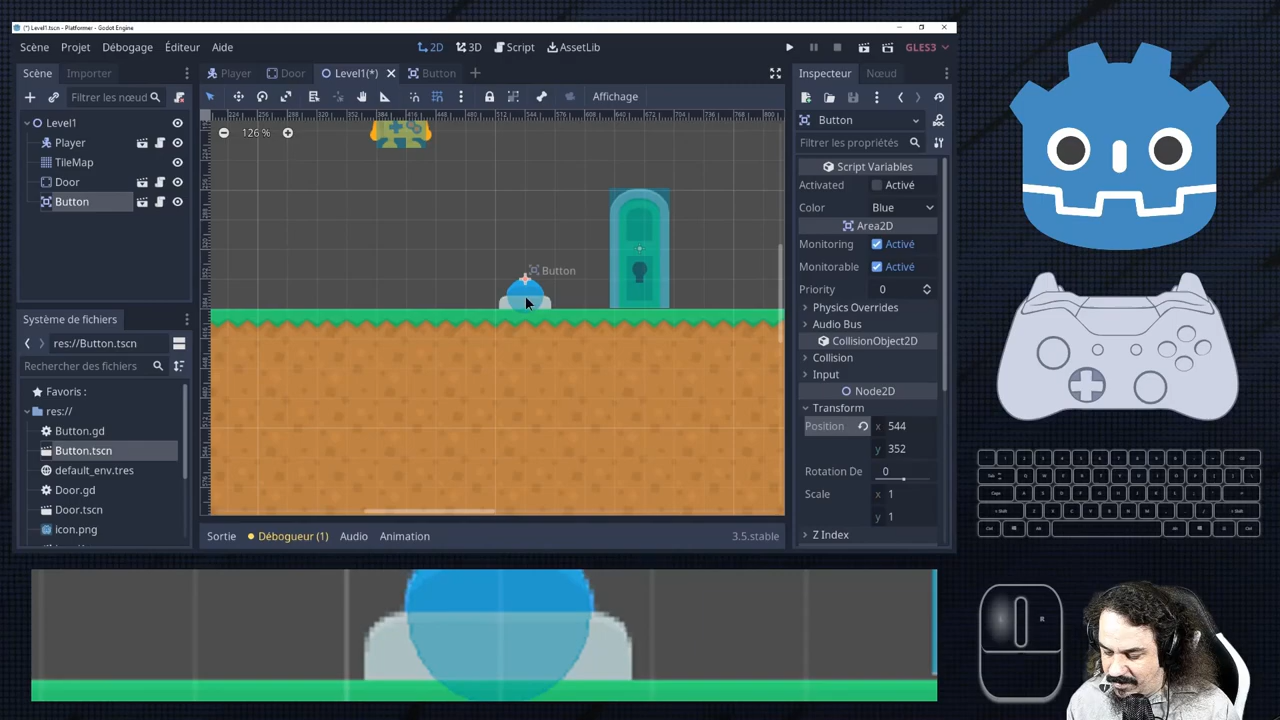 (*) Level1.tscn - Platformer - Godot Engine
Scène Projet Débogage Éditeur Aide
2D 3D Script AssetLib
GLES3
Scène Importer
Player Door Level1(*) Button
Inspecteur Nœud
Filtrer les nœud
Affichage
Level1
Player
TileMap
Door
Button
126 %
Button
Button
Filtrer les propriétés
Script Variables
Activated Activé
Color Blue
Area2D
Monitoring Activé
Monitorable Activé
Priority 0
Physics Overrides
Audio Bus
CollisionObject2D
Collision
Input
Node2D
Transform
Position x 544
y 352
Rotation De 0
Scale x 1
y 1
Z Index
Système de fichiers
res://Button.tscn
Rechercher des fichiers
Favoris :
res://
Button.gd
Button.tscn
default_env.tres
Door.gd
Door.tscn
icon.png
Sortie Débogueur (1) Audio Animation
3.5.stable
L R